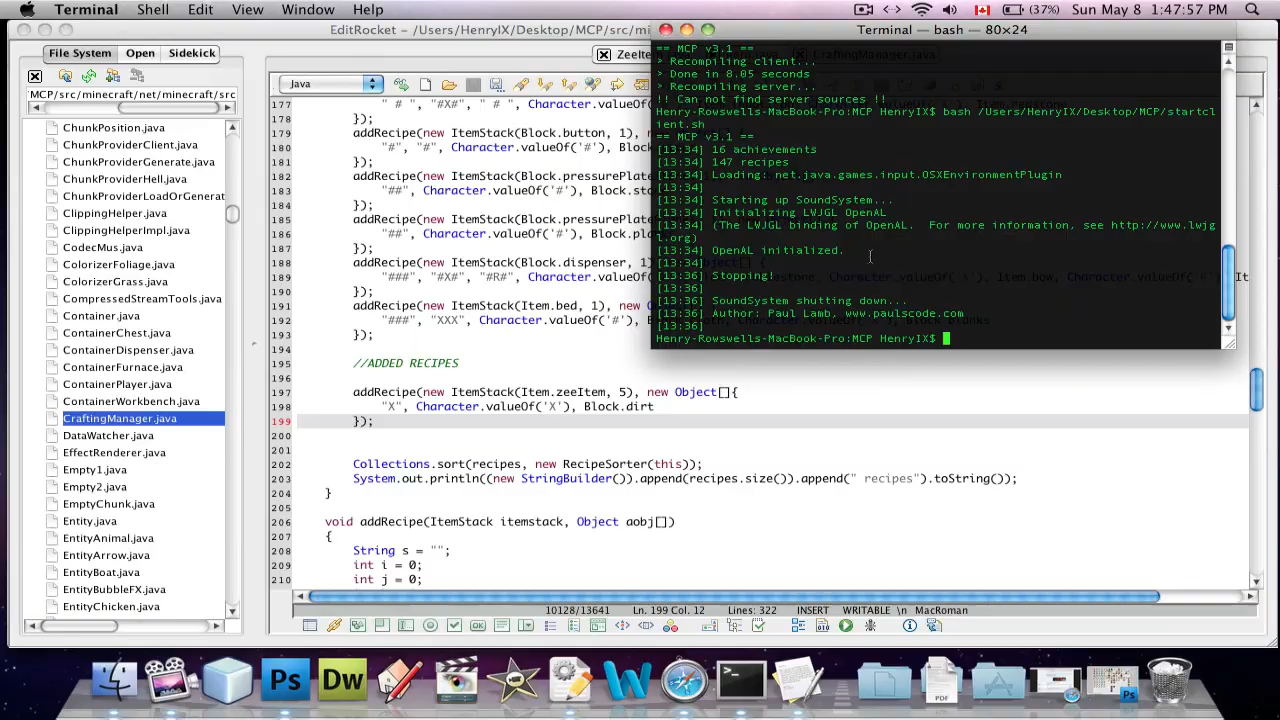 Terminal Shell Edit View Window Help
(37%) Sun May 8 1:47:57 PM
EditRocket - /Users/HenryIX/Desktop/MCP/src/
Terminal — bash — 80×24
File System Open Sidekick
ZeeIte
CraftingManager.java
MCP/src/minecraft/net/minecraft/src
Java
ChunkPosition.java
ChunkProviderClient.java
ChunkProviderGenerate.java
ChunkProviderHell.java
ChunkProviderLoadOrGenerat
ClippingHelper.java
ClippingHelperImpl.java
CodecMus.java
ColorizerFoliage.java
ColorizerGrass.java
CompressedStreamTools.java
Container.java
ContainerChest.java
ContainerDispenser.java
ContainerFurnace.java
ContainerPlayer.java
ContainerWorkbench.java
CraftingManager.java
DataWatcher.java
EffectRenderer.java
Empty1.java
Empty2.java
EmptyChunk.java
Entity.java
EntityAnimal.java
EntityArrow.java
EntityBoat.java
EntityBubbleFX.java
EntityChicken.java
177 " # ", "#X#", " # ", Character.valueOf('#'), I
178 });
179 addRecipe(new ItemStack(Block.button, 1), new
180 "#", "#", Character.valueOf('#'), Block.
181 });
182 addRecipe(new ItemStack(Block.pressurePlat
183 "##", Character.valueOf('#'), Block.sto
184 });
185 addRecipe(new ItemStack(Block.pressurePlat
186 "##", Character.valueOf('#'), Block.pla
187 });
188 addRecipe(new ItemStack(Block.dispenser, 1)
189 "###", "#X#", "#R#", Character.valueOf('#'),
190 });
191 addRecipe(new ItemStack(Item.bed, 1), new O
192 "###", "XXX", Character.valueOf('#'),
193 });
194
195 //ADDED RECIPES
196
197 addRecipe(new ItemStack(Item.zeeItem, 5), new Object[]{
198 "X", Character.valueOf('X'), Block.dirt
199 });
200
201
202 Collections.sort(recipes, new RecipeSorter(this));
203 System.out.println((new StringBuilder()).append(recipes.size()).append(" recipes").toString());
204 }
205
206 void addRecipe(ItemStack itemstack, Object aobj[])
207 {
208 String s = "";
209 int i = 0;
210 int j = 0;
== MCP v3.1 ==
> Recompiling client...
> Done in 8.05 seconds
> Recompiling server...
!! Can not find server sources !!
Henry-Rowswells-MacBook-Pro:MCP HenryIX$ bash /Users/HenryIX/Desktop/MCP/startcl
ient.sh
== MCP v3.1 ==
[13:34] 16 achievements
[13:34] 147 recipes
[13:34] Loading: net.java.games.input.OSXEnvironmentPlugin
[13:34]
[13:34] Starting up SoundSystem...
[13:34] Initializing LWJGL OpenAL
[13:34] (The LWJGL binding of OpenAL. For more information, see http://www.lwjg
l.org)
[13:34] OpenAL initialized.
[13:34]
[13:36] Stopping!
[13:36]
[13:36] SoundSystem shutting down...
[13:36] Author: Paul Lamb, www.paulscode.com
[13:36]
Henry-Rowswells-MacBook-Pro:MCP HenryIX$
10128/13641 Ln. 199 Col. 12 Lines: 322 INSERT WRITABLE \n MacRoman
Ps Dw W PDF Ps